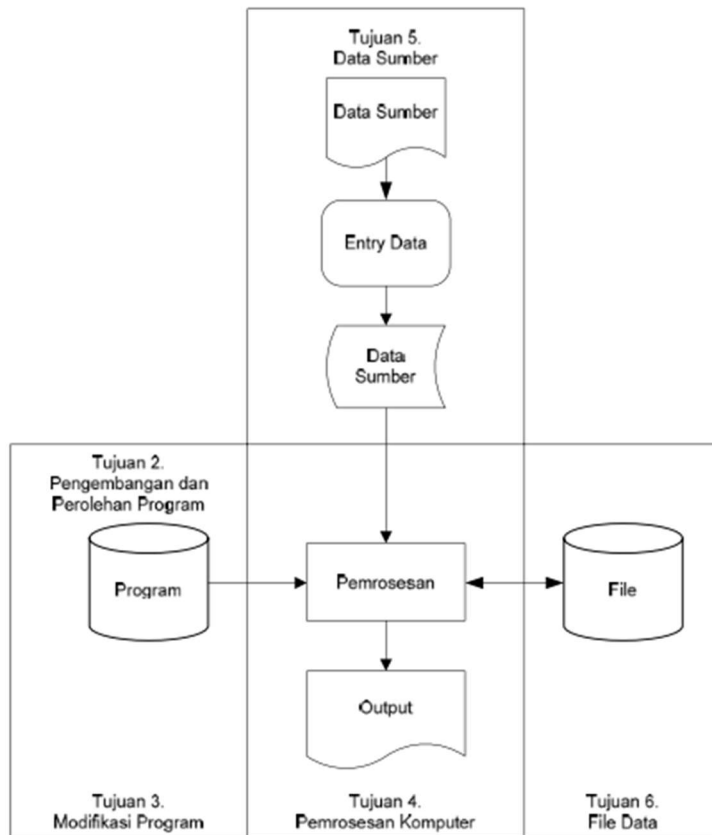 Tujuan 5.
Data Sumber
Data Sumber
Entry Data
Data
Sumber
Tujuan 2.
Pengembangan dan
Perolehan Program
Program
Pemrosesan
File
Output
Tujuan 3.
Modifikasi Program
Tujuan 4.
Pemrosesan Komputer
Tujuan 6.
File Data